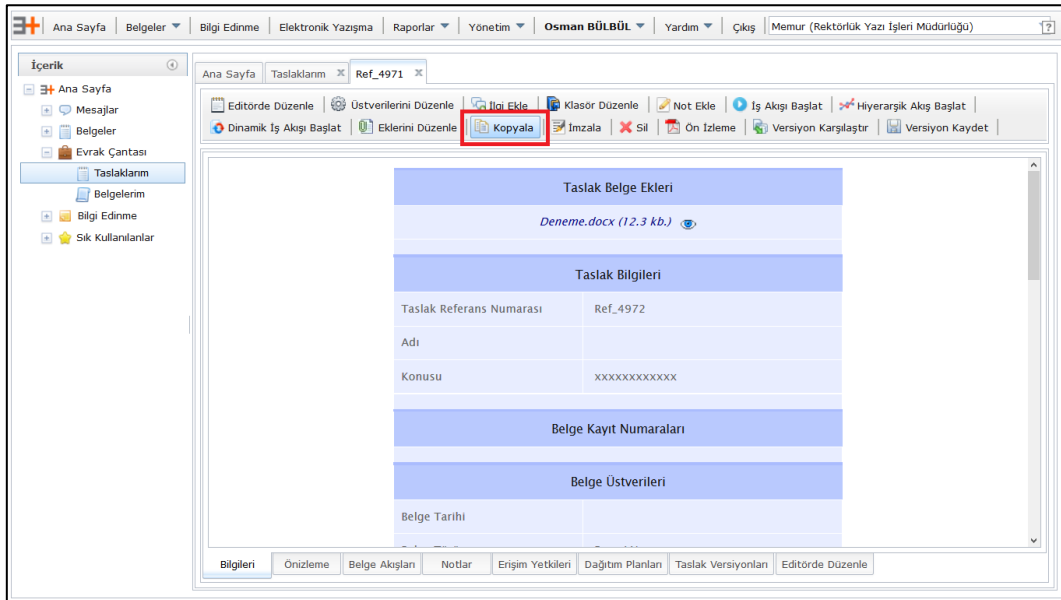 Ana Sayfa Belgeler Bilgi Edinme Elektronik Yazışma Raporlar Yönetim Osman BÜLBÜL Yardım Çıkış Memur (Rektörlük Yazı İşleri Müdürlüğü) ?
İçerik
Ana Sayfa
Mesajlar
Belgeler
Evrak Çantası
Taslaklarım
Belgelerim
Bilgi Edinme
Sık Kullanılanlar
Ana Sayfa Taslaklarım X Ref_4971 X
Editörde Düzenle Üstverilerini Düzenle İlgi Ekle Klasör Düzenle Not Ekle İş Akışı Başlat Hiyerarşik Akış Başlat
Dinamik İş Akışı Başlat Eklerini Düzenle Kopyala İmzala Sil Ön İzleme Versiyon Karşılaştır Versiyon Kaydet
Taslak Belge Ekleri
Deneme.docx (12.3 kb.)
Taslak Bilgileri
Taslak Referans Numarası Ref_4972
Adı
Konusu xxxxxxxxxxxx
Belge Kayıt Numaraları
Belge Üstverileri
Belge Tarihi
Bilgileri Önizleme Belge Akışları Notlar Erişim Yetkileri Dağıtım Planları Taslak Versiyonları Editörde Düzenle